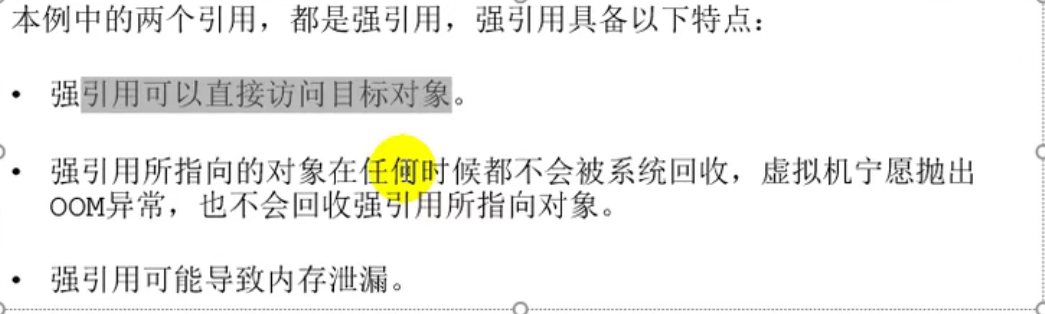 本例中的两个引用，都是强引用，强引用具备以下特点：
• 强引用可以直接访问目标对象。
• 强引用所指向的对象在任何时候都不会被系统回收，虚拟机宁愿抛出
OOM异常，也不会回收强引用所指向对象。
• 强引用可能导致内存泄漏。